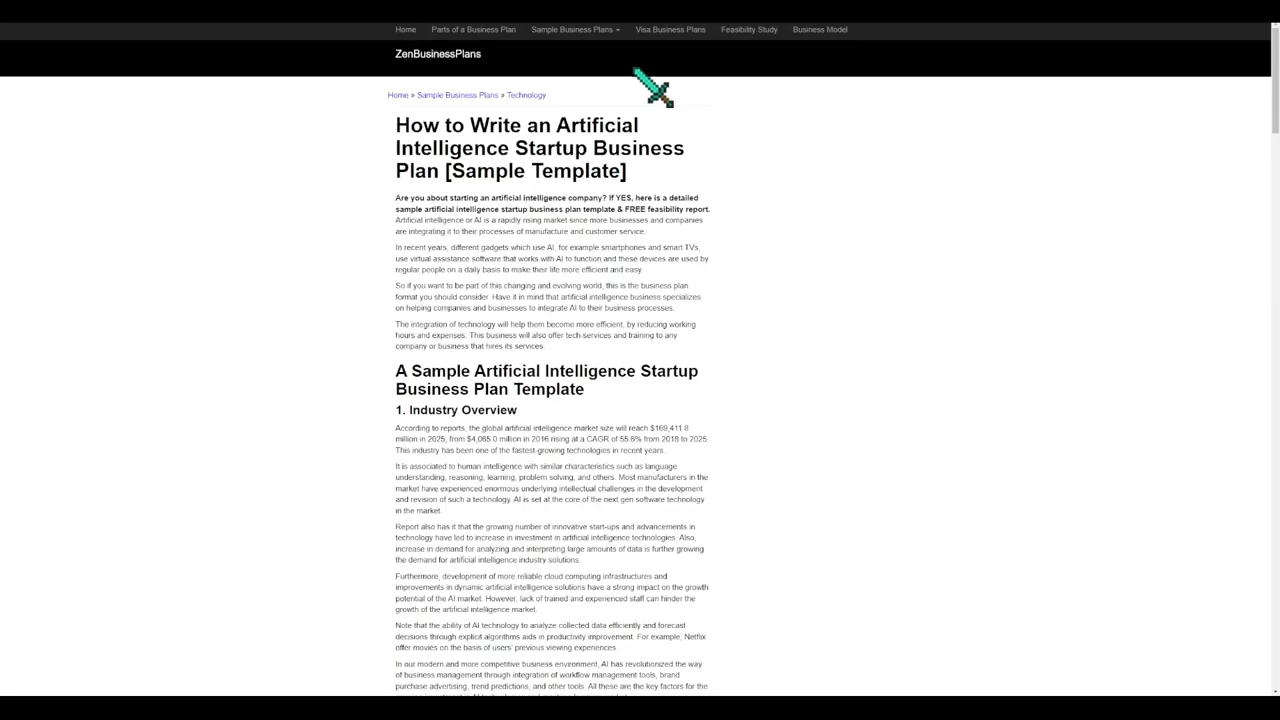 Home Parts of a Business Plan Sample Business Plans Visa Business Plans Feasibility Study Business Model
ZenBusinessPlans
Home » Sample Business Plans » Technology
How to Write an Artificial
Intelligence Startup Business
Plan [Sample Template]
Are you about starting an artificial intelligence company? If YES, here is a detailed
sample artificial intelligence startup business plan template & FREE feasibility report.
Artificial intelligence or AI is a rapidly rising market since more businesses and companies
are integrating it to their processes of manufacture and customer service.
In recent years, different gadgets which use AI, for example smartphones and smart TVs,
use virtual assistance software that works with AI to function and these devices are used by
regular people on a daily basis to make their life more efficient and easy.
So if you want to be part of this changing and evolving world, this is the business plan
format you should consider. Have it in mind that artificial intelligence business specializes
on helping companies and businesses to integrate AI to their business processes.
The integration of technology will help them become more efficient, by reducing working
hours and expenses. This business will also offer tech-services and training to any
company or business that hires its services.
A Sample Artificial Intelligence Startup
Business Plan Template
1. Industry Overview
According to reports, the global artificial intelligence market size will reach $169,411.8
million in 2025, from $4,065.0 million in 2016 rising at a CAGR of 55.6% from 2018 to 2025.
This industry has been one of the fastest-growing technologies in recent years.
It is associated to human intelligence with similar characteristics such as language
understanding, reasoning, learning, problem solving, and others. Most manufacturers in the
market have experienced enormous underlying intellectual challenges in the development
and revision of such a technology. AI is set at the core of the next gen software technology
in the market.
Report also has it that the growing number of innovative start-ups and advancements in
technology have led to increase in investment in artificial intelligence technologies. Also,
increase in demand for analyzing and interpreting large amounts of data is further growing
the demand for artificial intelligence industry solutions.
Furthermore, development of more reliable cloud computing infrastructures and
improvements in dynamic artificial intelligence solutions have a strong impact on the growth
potential of the AI market. However, lack of trained and experienced staff can hinder the
growth of the artificial intelligence market.
Note that the ability of AI technology to analyze collected data efficiently and forecast
decisions through explicit algorithms aids in productivity improvement. For example, Netflix
offer movies on the basis of users' previous viewing experiences.
In our modern and more competitive business environment, AI has revolutionized the way
of business management through integration of workflow management tools, brand
purchase advertising, trend predictions, and other tools. All these are the key factors for the